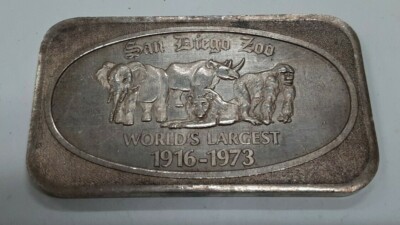 San Diego Zoo
WORLD'S LARGEST
1916-1973